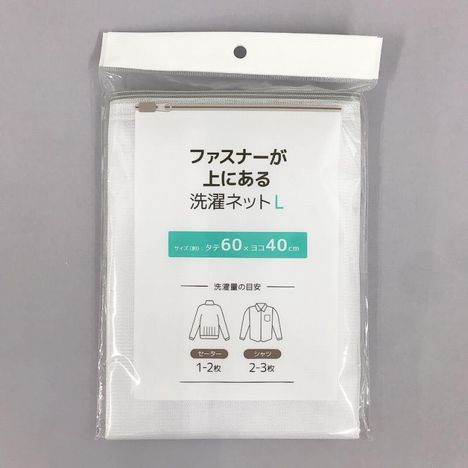 ファスナーが
上にある
洗濯ネット L
サイズ(約):タテ60×ヨコ40cm
洗濯量の目安
セーター シャツ
1-2枚 2-3枚